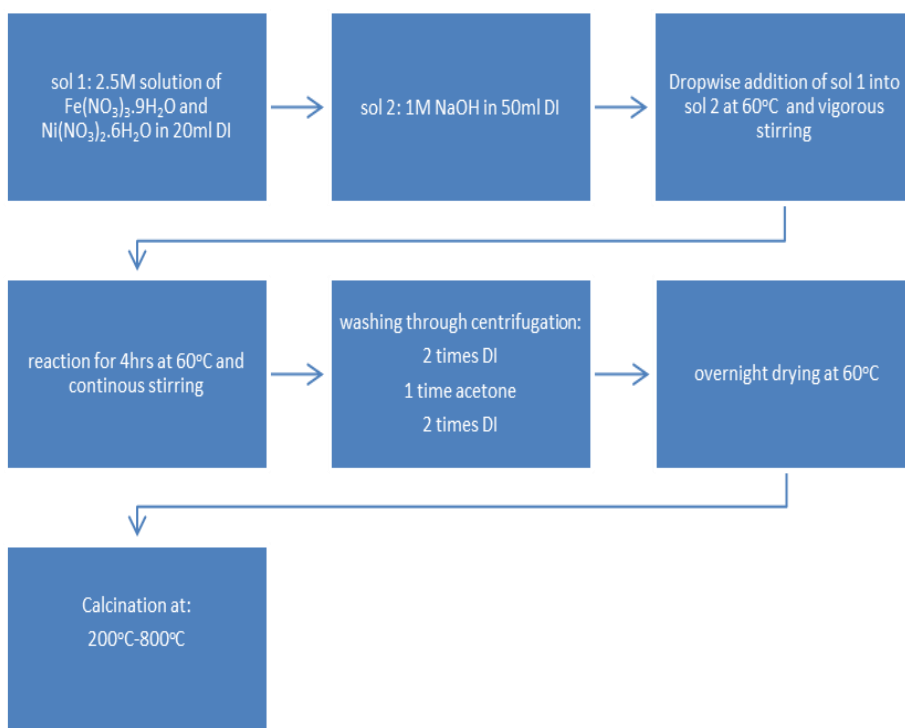 sol 1: 2.5M solution of
Fe(NO₃)₃.9H₂O and
Ni(NO₃)₂.6H₂O in 20ml DI
sol 2: 1M NaOH in 50ml DI
Dropwise addition of sol 1 into
sol 2 at 60°C and vigorous
stirring
reaction for 4hrs at 60°C and
continous stirring
washing through centrifugation:
2 times DI
1 time acetone
2 times DI
overnight drying at 60°C
Calcination at:
200°C-800°C